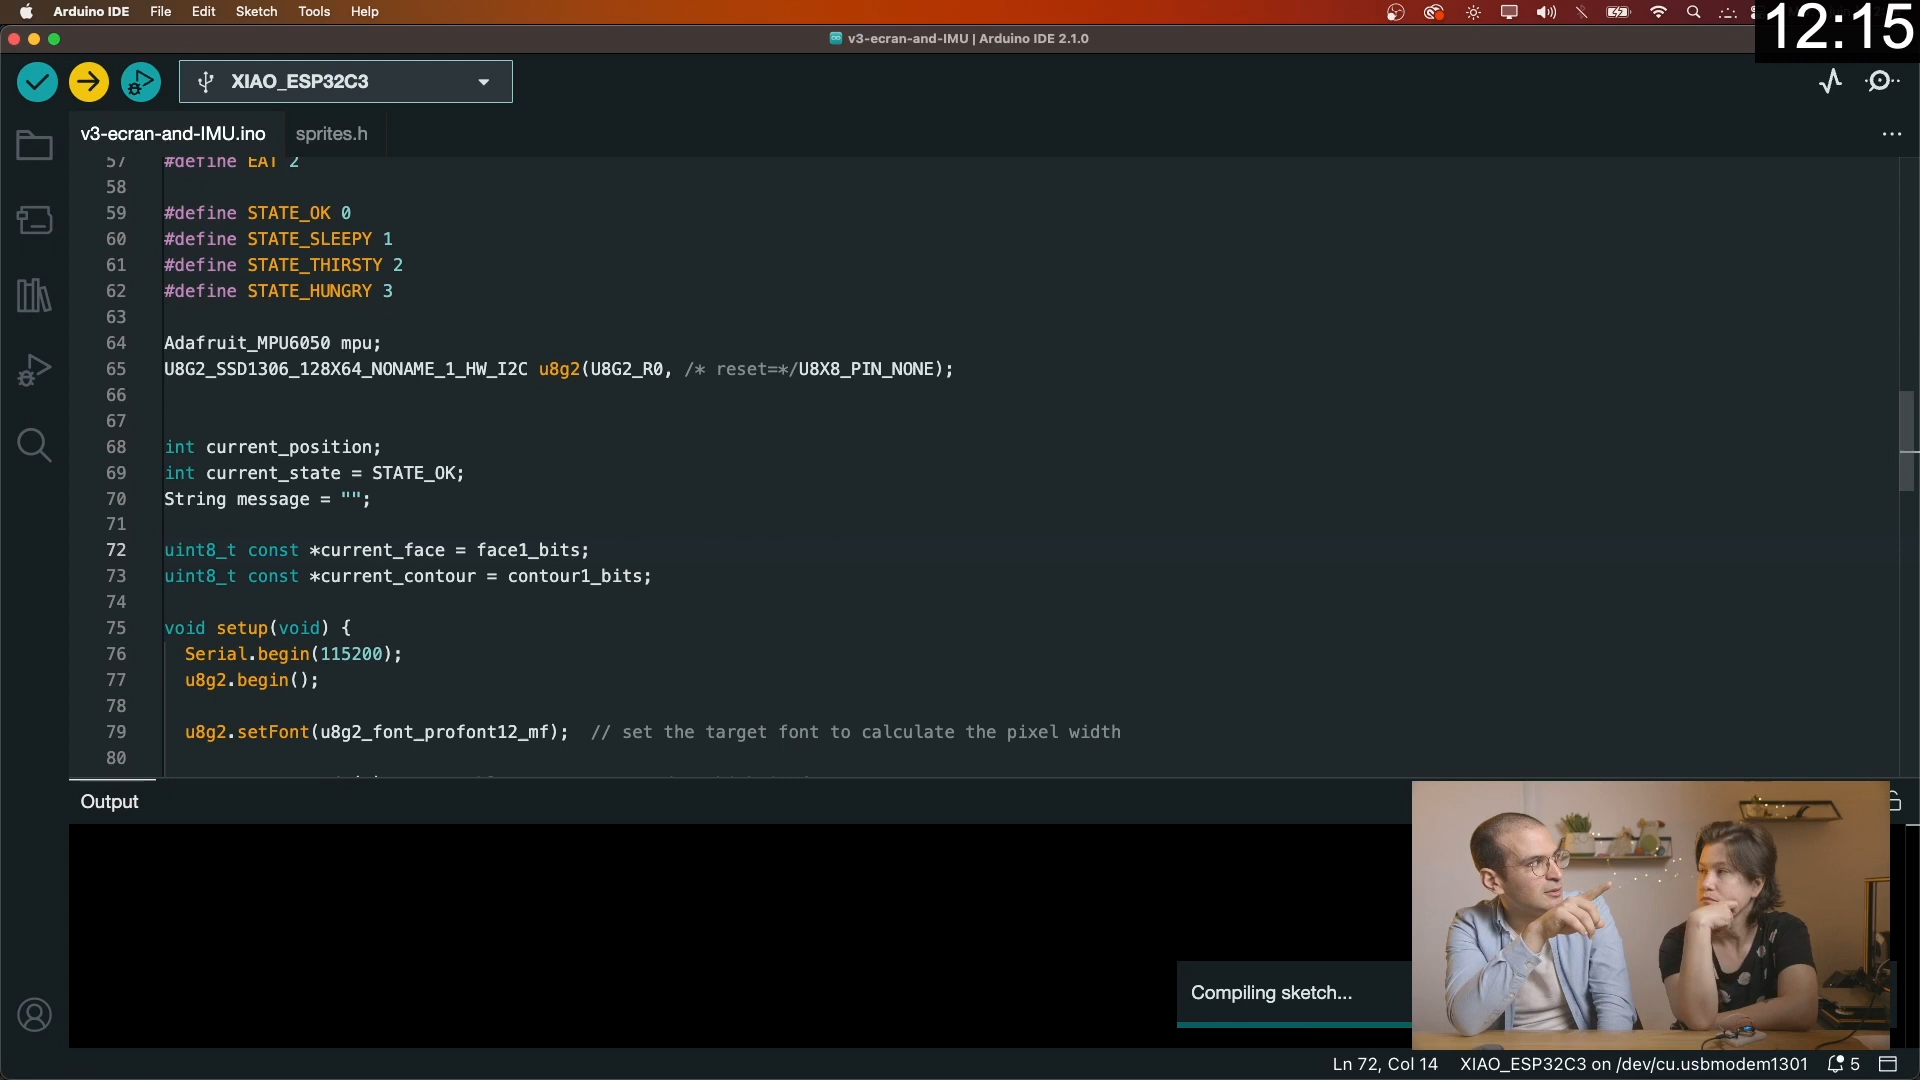 Arduino IDE File Edit Sketch Tools Help
12:15
v3-ecran-and-IMU | Arduino IDE 2.1.0
XIAO_ESP32C3
v3-ecran-and-IMU.ino sprites.h
57 #define EAT 2
58
59 #define STATE_OK 0
60 #define STATE_SLEEPY 1
61 #define STATE_THIRSTY 2
62 #define STATE_HUNGRY 3
63
64 Adafruit_MPU6050 mpu;
65 U8G2_SSD1306_128X64_NONAME_1_HW_I2C u8g2(U8G2_R0, /* reset=*/U8X8_PIN_NONE);
66
67
68 int current_position;
69 int current_state = STATE_OK;
70 String message = "";
71
72 uint8_t const *current_face = face1_bits;
73 uint8_t const *current_contour = contour1_bits;
74
75 void setup(void) {
76 Serial.begin(115200);
77 u8g2.begin();
78
79 u8g2.setFont(u8g2_font_profont12_mf); // set the target font to calculate the pixel width
80
Output
Compiling sketch...
Ln 72, Col 14 XIAO_ESP32C3 on /dev/cu.usbmodem1301 5